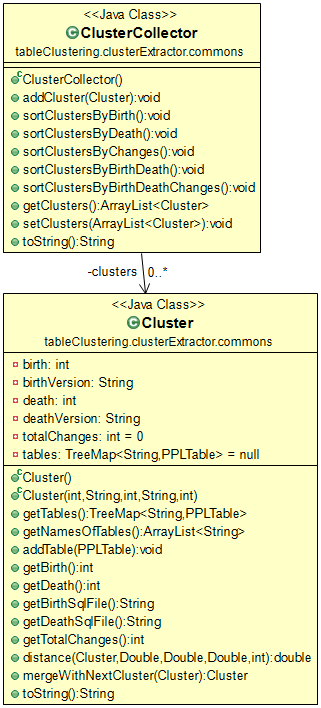 <<Java Class>>
ClusterCollector
tableClustering.clusterExtractor.commons
ClusterCollector()
addCluster(Cluster):void
sortClustersByBirth():void
sortClustersByDeath():void
sortClustersByChanges():void
sortClustersByBirthDeath():void
sortClustersByBirthDeathChanges():void
getClusters():ArrayList<Cluster>
setClusters(ArrayList<Cluster>):void
toString():String
-clusters 0..*
<<Java Class>>
Cluster
tableClustering.clusterExtractor.commons
birth: int
birthVersion: String
death: int
deathVersion: String
totalChanges: int = 0
tables: TreeMap<String,PPLTable> = null
Cluster()
Cluster(int,String,int,String,int)
getTables():TreeMap<String,PPLTable>
getNamesOfTables():ArrayList<String>
addTable(PPLTable):void
getBirth():int
getDeath():int
getBirthSqlFile():String
getDeathSqlFile():String
getTotalChanges():int
distance(Cluster,Double,Double,Double,int):double
mergeWithNextCluster(Cluster):Cluster
toString():String